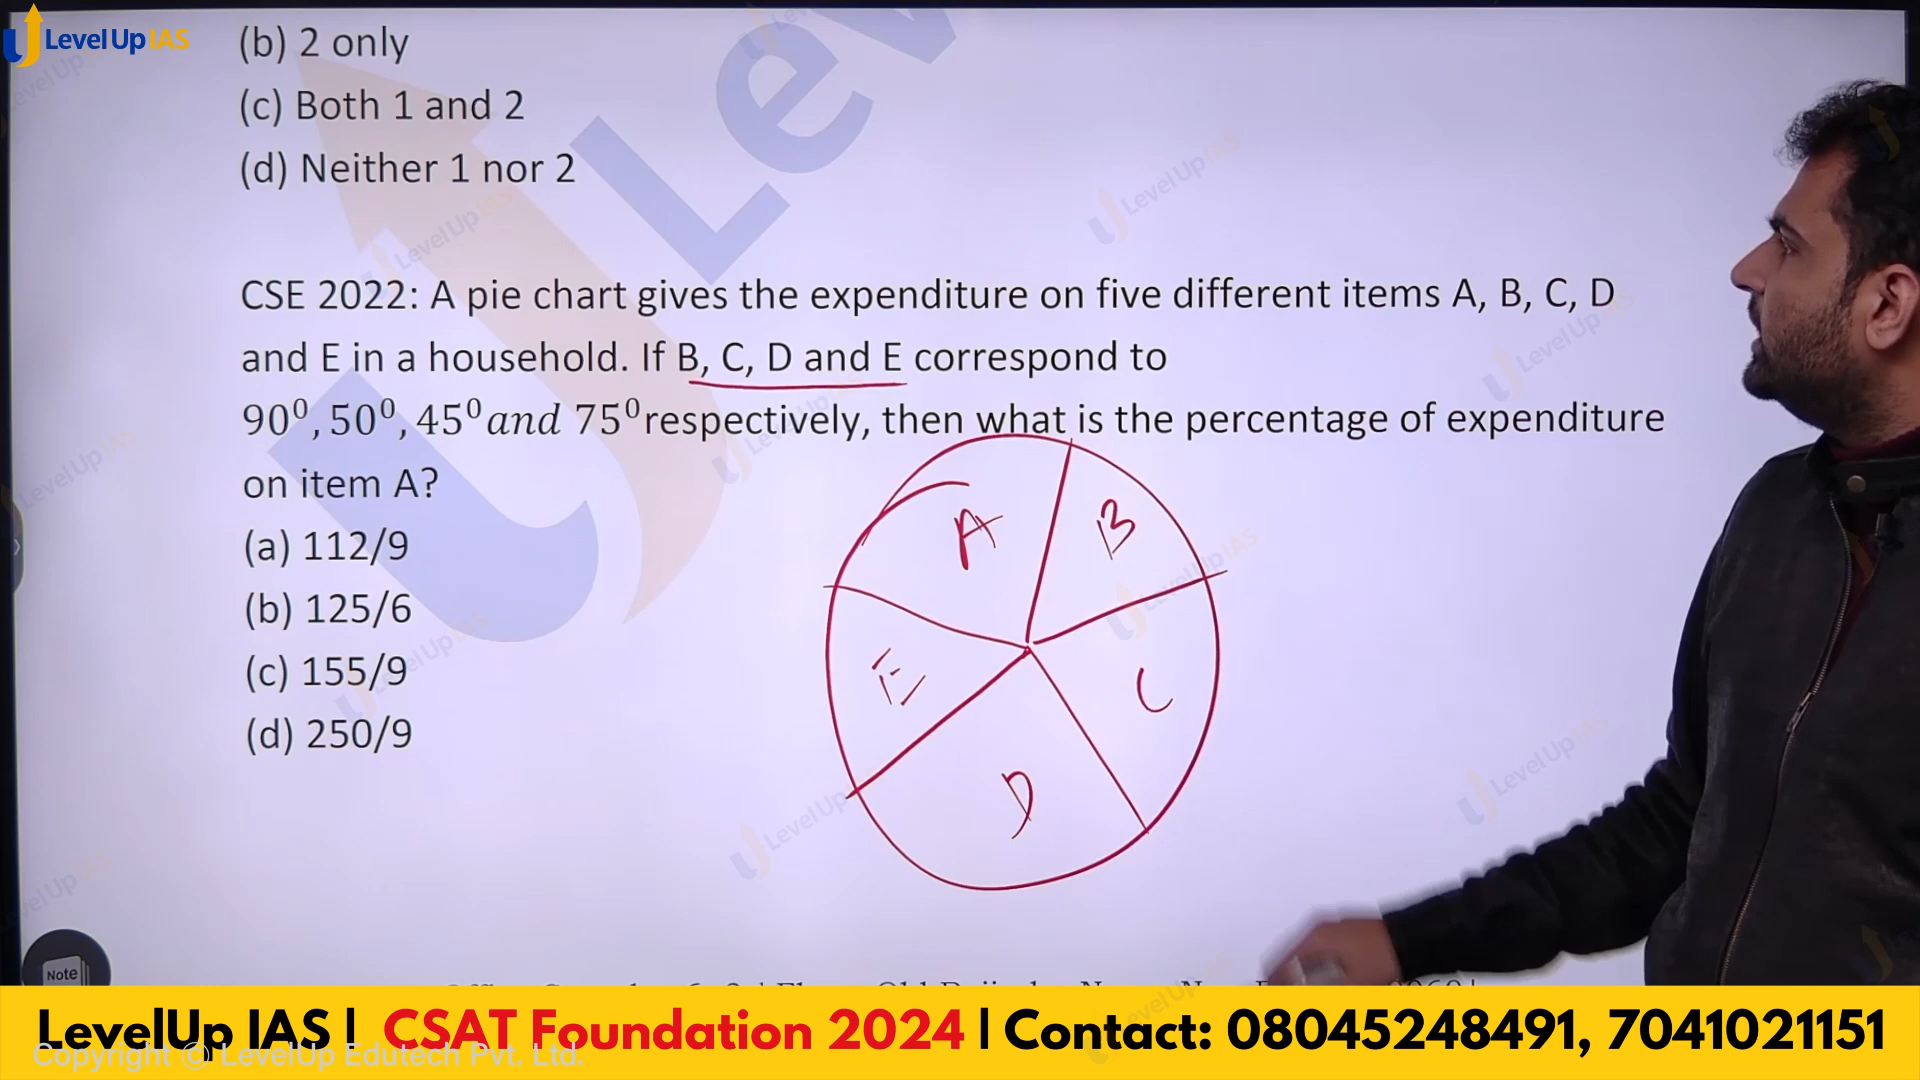 LevelUp IAS
(b) 2 only
(c) Both 1 and 2
(d) Neither 1 nor 2
CSE 2022: A pie chart gives the expenditure on five different items A, B, C, D
and E in a household. If B, C, D and E correspond to
90⁰, 50⁰, 45⁰ and 75⁰ respectively, then what is the percentage of expenditure
on item A?
(a) 112/9
(b) 125/6
(c) 155/9
(d) 250/9
A
B
E
C
D
Note
LevelUp IAS | CSAT Foundation 2024 | Contact: 08045248491, 7041021151
Copyright © LevelUp Edutech Pvt. Ltd.